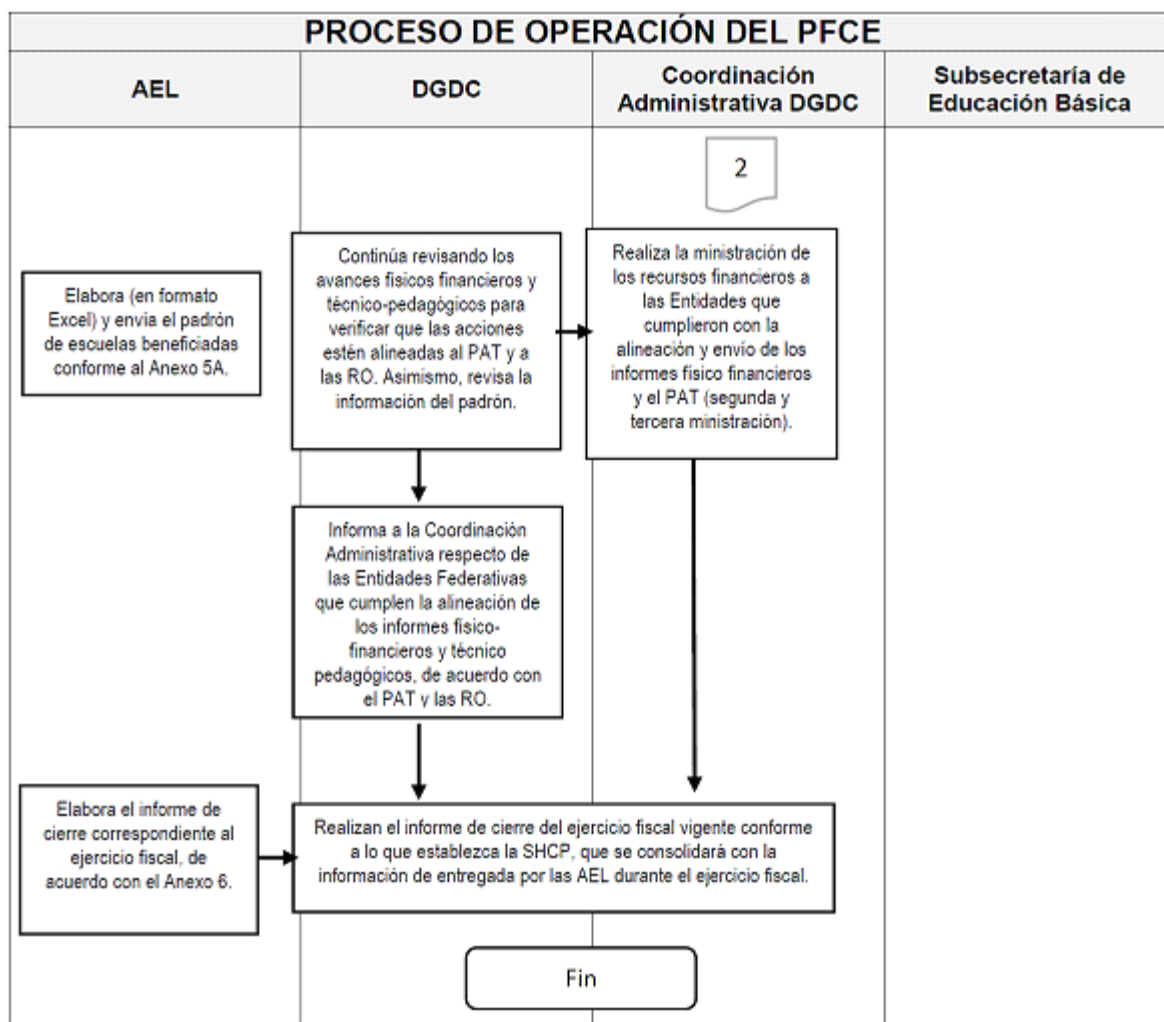 PROCESO DE OPERACIÓN DEL PFCE
AEL
DGDC
Coordinación
Administrativa DGDC
Subsecretaría de
Educación Básica
2
Elabora (en formato
Excel) y envía el padrón
de escuelas beneficiadas
conforme al Anexo 5A.
Continúa revisando los
avances físicos financieros y
técnico-pedagógicos para
verificar que las acciones
estén alineadas al PAT y a
las RO. Asimismo, revisa la
información del padrón.
Realiza la ministración de
los recursos financieros a
las Entidades que
cumplieron con la
alineación y envío de los
informes físico financieros
y el PAT (segunda y
tercera ministración).
Informa a la Coordinación
Administrativa respecto de
las Entidades Federativas
que cumplen la alineación de
los informes físico-
financieros y técnico
pedagógicos, de acuerdo con
el PAT y las RO.
Elabora el informe de
cierre correspondiente al
ejercicio fiscal, de
acuerdo con el Anexo 6.
Realizan el informe de cierre del ejercicio fiscal vigente conforme
a lo que establezca la SHCP, que se consolidará con la
información de entregada por las AEL durante el ejercicio fiscal.
Fin